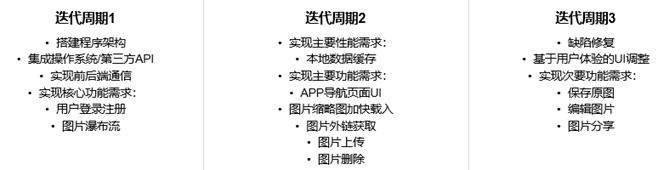 迭代周期1
• 搭建程序架构
• 集成操作系统/第三方API
• 实现前后端通信
• 实现核心功能需求：
• 用户登录注册
• 图片瀑布流
迭代周期2
• 实现主要性能需求：
• 本地数据缓存
• 实现主要功能需求：
• APP导航页面UI
• 图片缩略图加快载入
• 图片外链获取
• 图片上传
• 图片删除
迭代周期3
• 缺陷修复
• 基于用户体验的UI调整
• 实现次要功能需求：
• 保存原图
• 编辑图片
• 图片分享